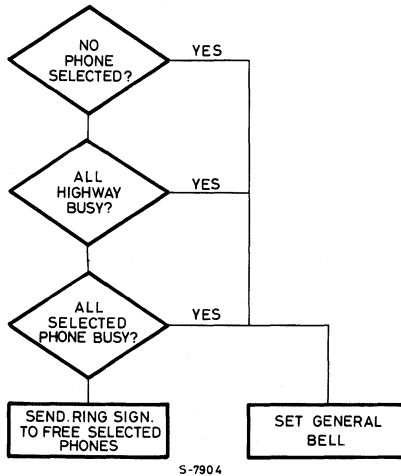 NO
PHONE
SELECTED?
YES
ALL
HIGHWAY
BUSY?
YES
ALL
SELECTED
PHONE BUSY?
YES
SEND. RING SIGN.
TO FREE SELECTED
PHONES
SET GENERAL
BELL
S-7904